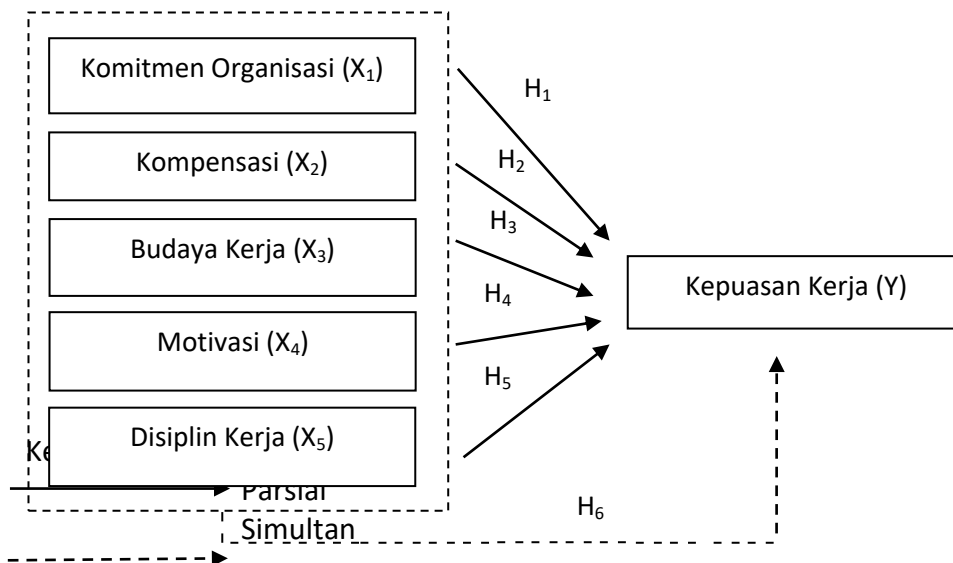 Komitmen Organisasi (X₁)
H₁
Kompensasi (X₂)
H₂
Budaya Kerja (X₃)
H₃
Kepuasan Kerja (Y)
H₄
Motivasi (X₄)
H₅
Disiplin Kerja (X₅)
Parsial
H₆
Simultan